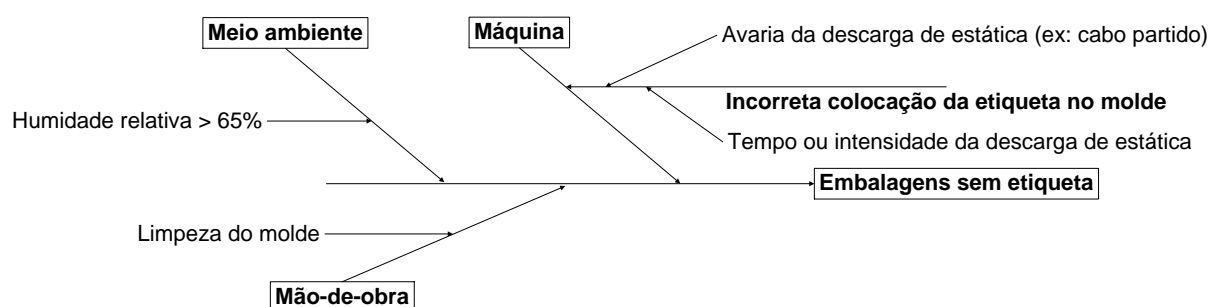 Meio ambiente
Máquina
Avaria da descarga de estática (ex: cabo partido)
Incorreta colocação da etiqueta no molde
Humidade relativa > 65%
Tempo ou intensidade da descarga de estática
Embalagens sem etiqueta
Limpeza do molde
Mão-de-obra